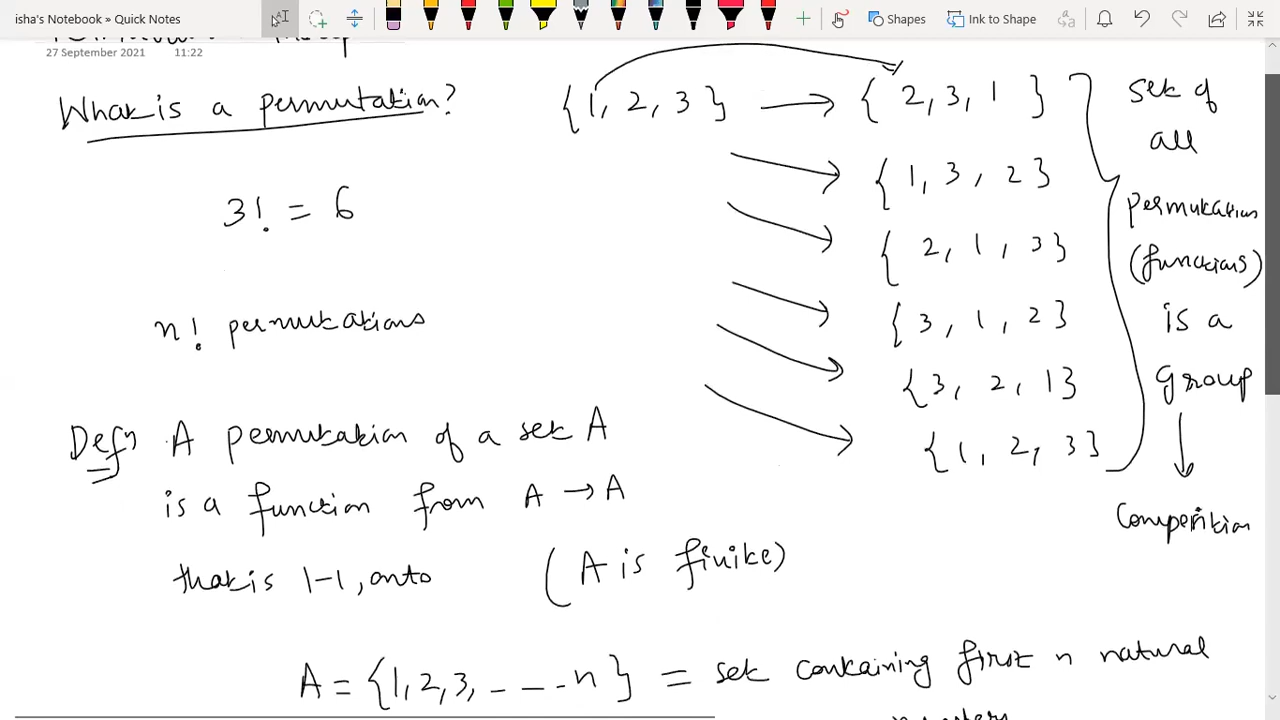 isha's Notebook » Quick Notes
Shapes
Ink to Shape
27 September 2021 11:22
What is a permutation?
{1, 2, 3} → {2, 3, 1}
→ {1, 3, 2}
→ {2, 1, 3}
→ {3, 1, 2}
→ {3, 2, 1}
→ {1, 2, 3}
set of
all
permutations
(functions)
is a
group
↓
Composition
3! = 6
n! permutations
Defn A permutation of a set A
is a function from A → A
that is 1-1, onto (A is finite)
A = {1, 2, 3, - - - n} = set containing first n natural